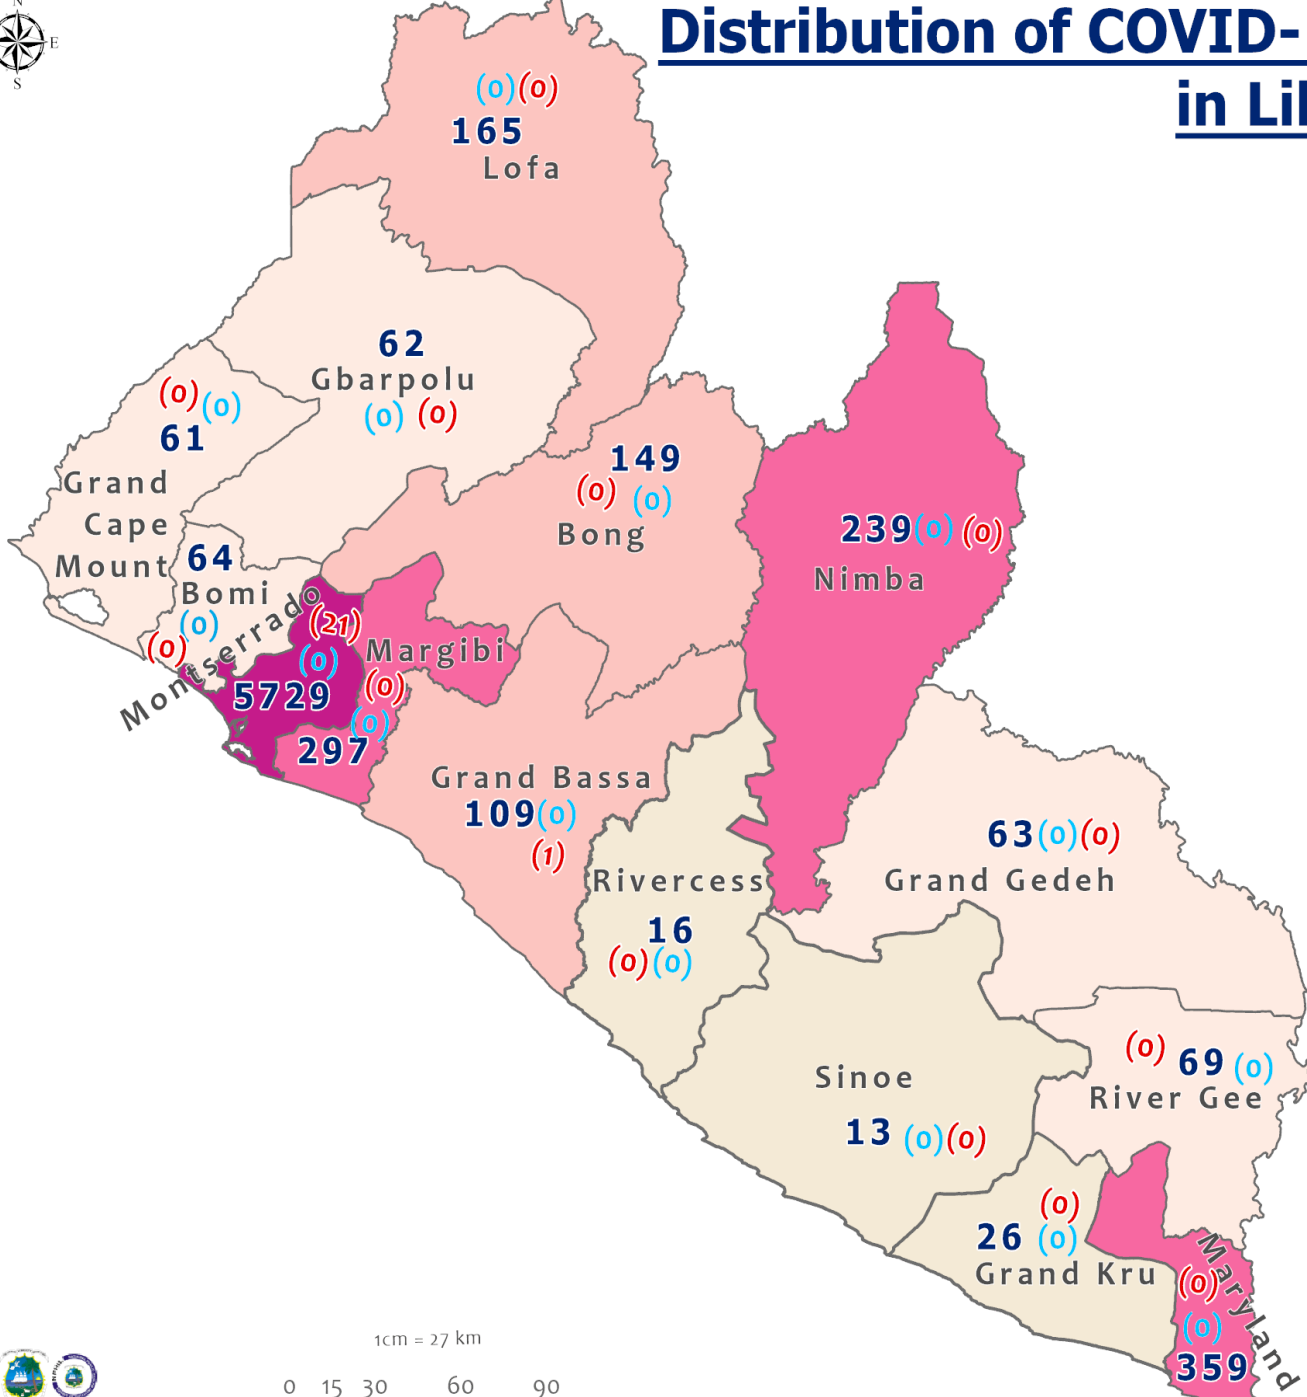 N
E
S
Distribution of COVID-
in Lib
(0)(0)
165
Lofa
62
Gbarpolu
(0) (0)
(0)(0)
61
Grand
Cape
Mount
149
(0) (0)
Bong
239(0) (0)
Nimba
64
Bomi
(0)
(0)
Montserrado
(21)
(0)
5729
Margibi
(0)
(0)
297
Grand Bassa
109(0)
(1)
63(0)(0)
Grand Gedeh
Rivercess
16
(0)(0)
(0) 69 (0)
River Gee
Sinoe
13 (0)(0)
(0)
26 (0)
Grand Kru
Maryland
(0)
(0)
359
1cm = 27 km
0 15 30 60 90